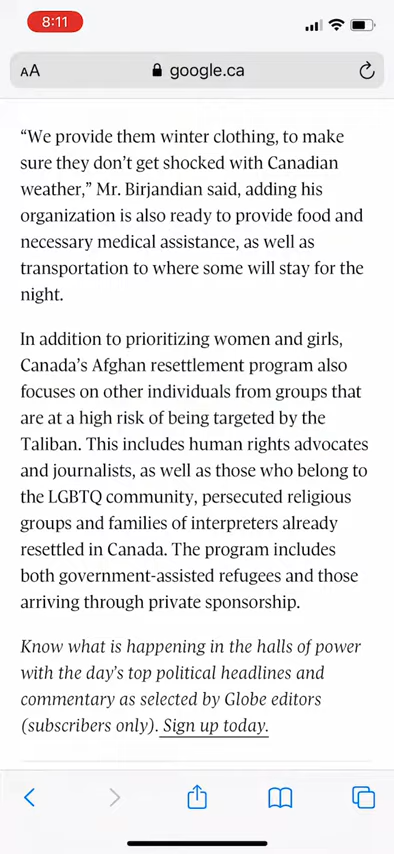 8:11
AA
google.ca
“We provide them winter clothing, to make
sure they don’t get shocked with Canadian
weather,” Mr. Birjandian said, adding his
organization is also ready to provide food and
necessary medical assistance, as well as
transportation to where some will stay for the
night.
In addition to prioritizing women and girls,
Canada’s Afghan resettlement program also
focuses on other individuals from groups that
are at a high risk of being targeted by the
Taliban. This includes human rights advocates
and journalists, as well as those who belong to
the LGBTQ community, persecuted religious
groups and families of interpreters already
resettled in Canada. The program includes
both government-assisted refugees and those
arriving through private sponsorship.
Know what is happening in the halls of power
with the day’s top political headlines and
commentary as selected by Globe editors
(subscribers only). Sign up today.